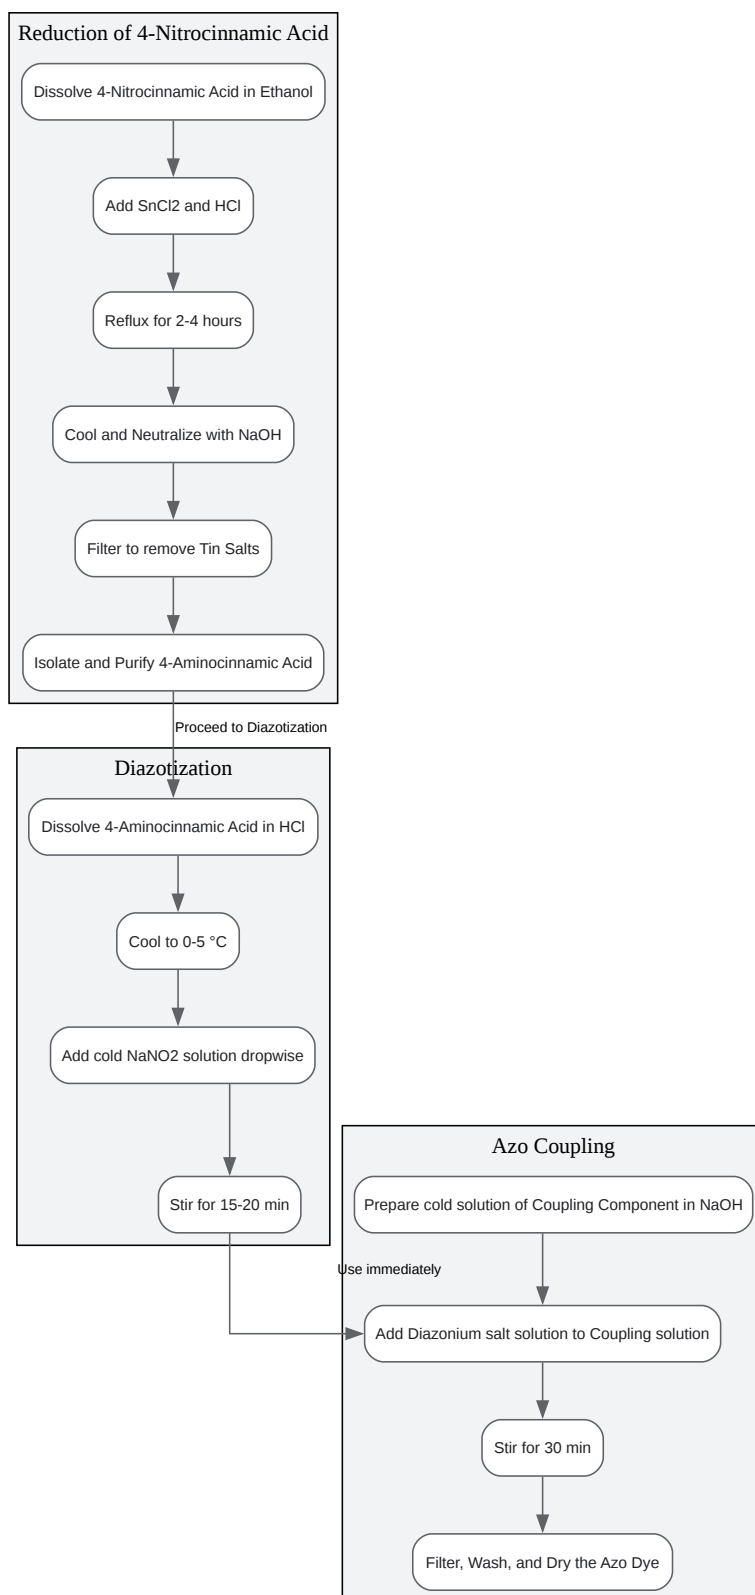 Reduction of 4-Nitrocinnamic Acid
Dissolve 4-Nitrocinnamic Acid in Ethanol
Add SnCl2 and HCl
Reflux for 2-4 hours
Cool and Neutralize with NaOH
Filter to remove Tin Salts
Isolate and Purify 4-Aminocinnamic Acid
Proceed to Diazotization
Diazotization
Dissolve 4-Aminocinnamic Acid in HCl
Cool to 0-5 °C
Add cold NaNO2 solution dropwise
Stir for 15-20 min
Azo Coupling
Prepare cold solution of Coupling Component in NaOH
Use immediately
Add Diazonium salt solution to Coupling solution
Stir for 30 min
Filter, Wash, and Dry the Azo Dye